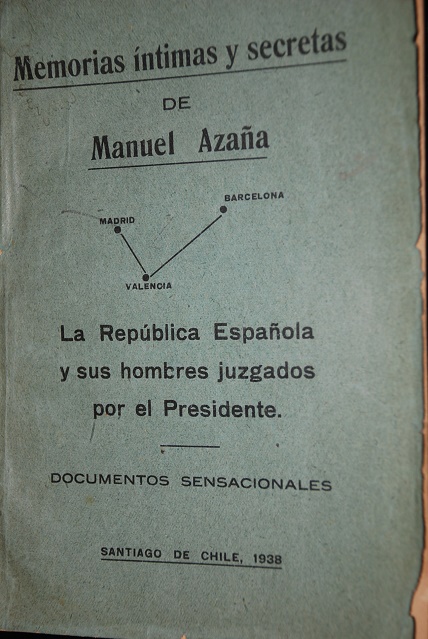 Memorias íntimas y secretas
DE
Manuel Azaña
BARCELONA
MADRID
VALENCIA
La República Española
y sus hombres juzgados
por el Presidente.
DOCUMENTOS SENSACIONALES
SANTIAGO DE CHILE, 1938